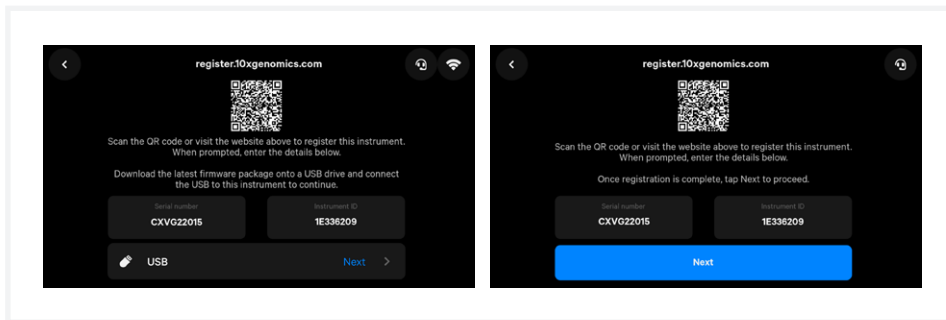 register.10xgenomics.com
Scan the QR code or visit the website above to register this instrument.
When prompted, enter the details below.
Download the latest firmware package onto a USB drive and connect
the USB to this instrument to continue.
Serial number
CXVG22015
Instrument ID
1E336209
USB
Next
register.10xgenomics.com
Scan the QR code or visit the website above to register this instrument.
When prompted, enter the details below.
Once registration is complete, tap Next to proceed.
Serial number
CXVG22015
Instrument ID
1E336209
Next